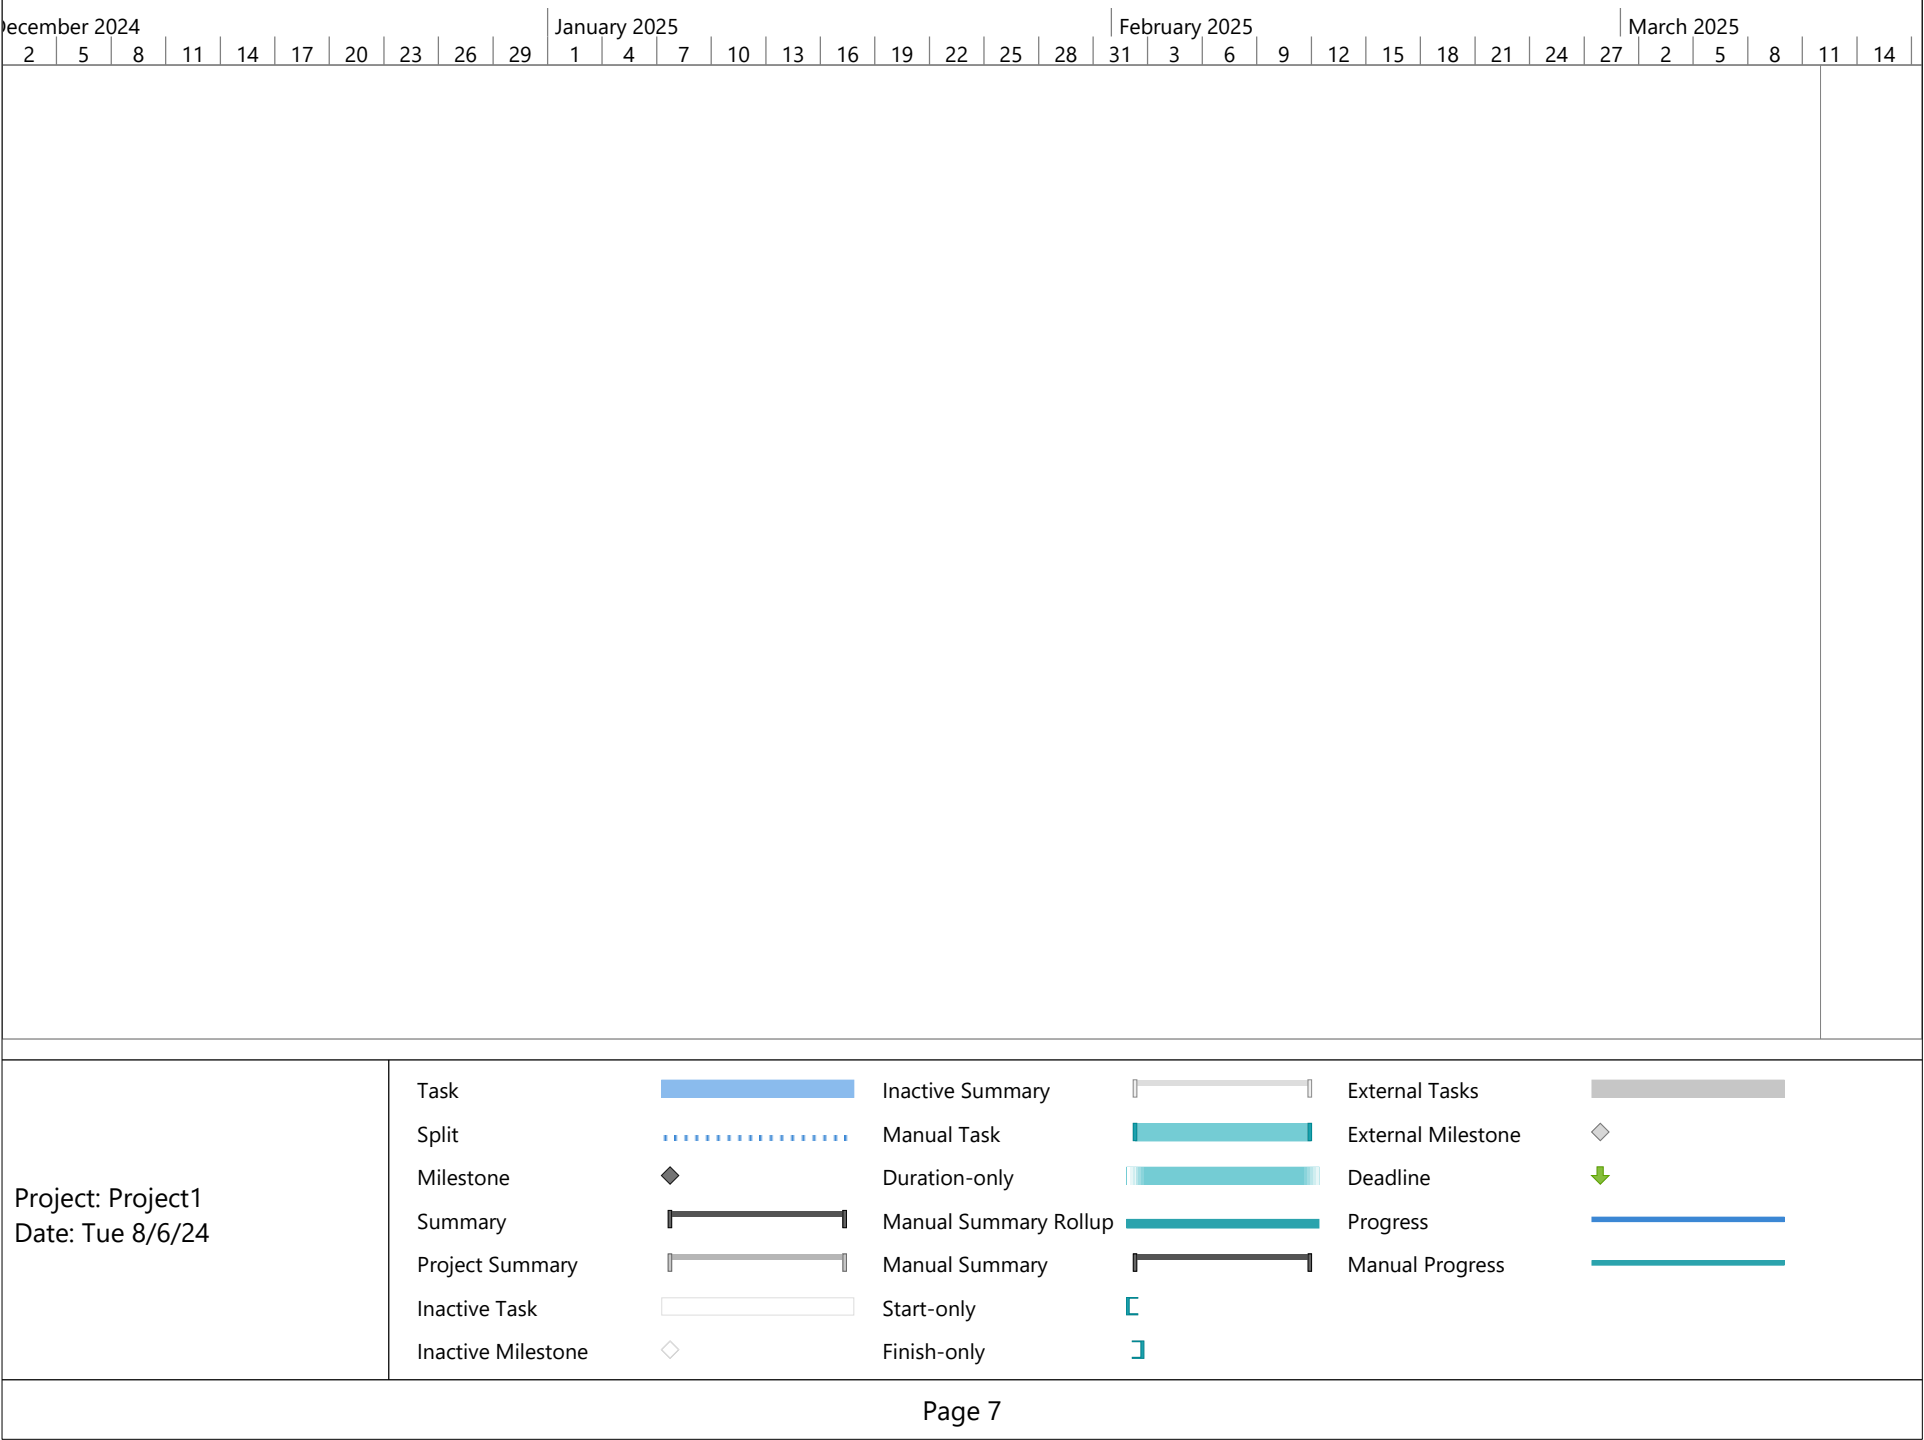 ecember 2024 January 2025 February 2025 March 2025
2 5 8 11 14 17 20 23 26 29 1 4 7 10 13 16 19 22 25 28 31 3 6 9 12 15 18 21 24 27 2 5 8 11 14
Project: Project1
Date: Tue 8/6/24
Task
Split
Milestone
Summary
Project Summary
Inactive Task
Inactive Milestone
Inactive Summary
Manual Task
Duration-only
Manual Summary Rollup
Manual Summary
Start-only
Finish-only
External Tasks
External Milestone
Deadline
Progress
Manual Progress
Page 7